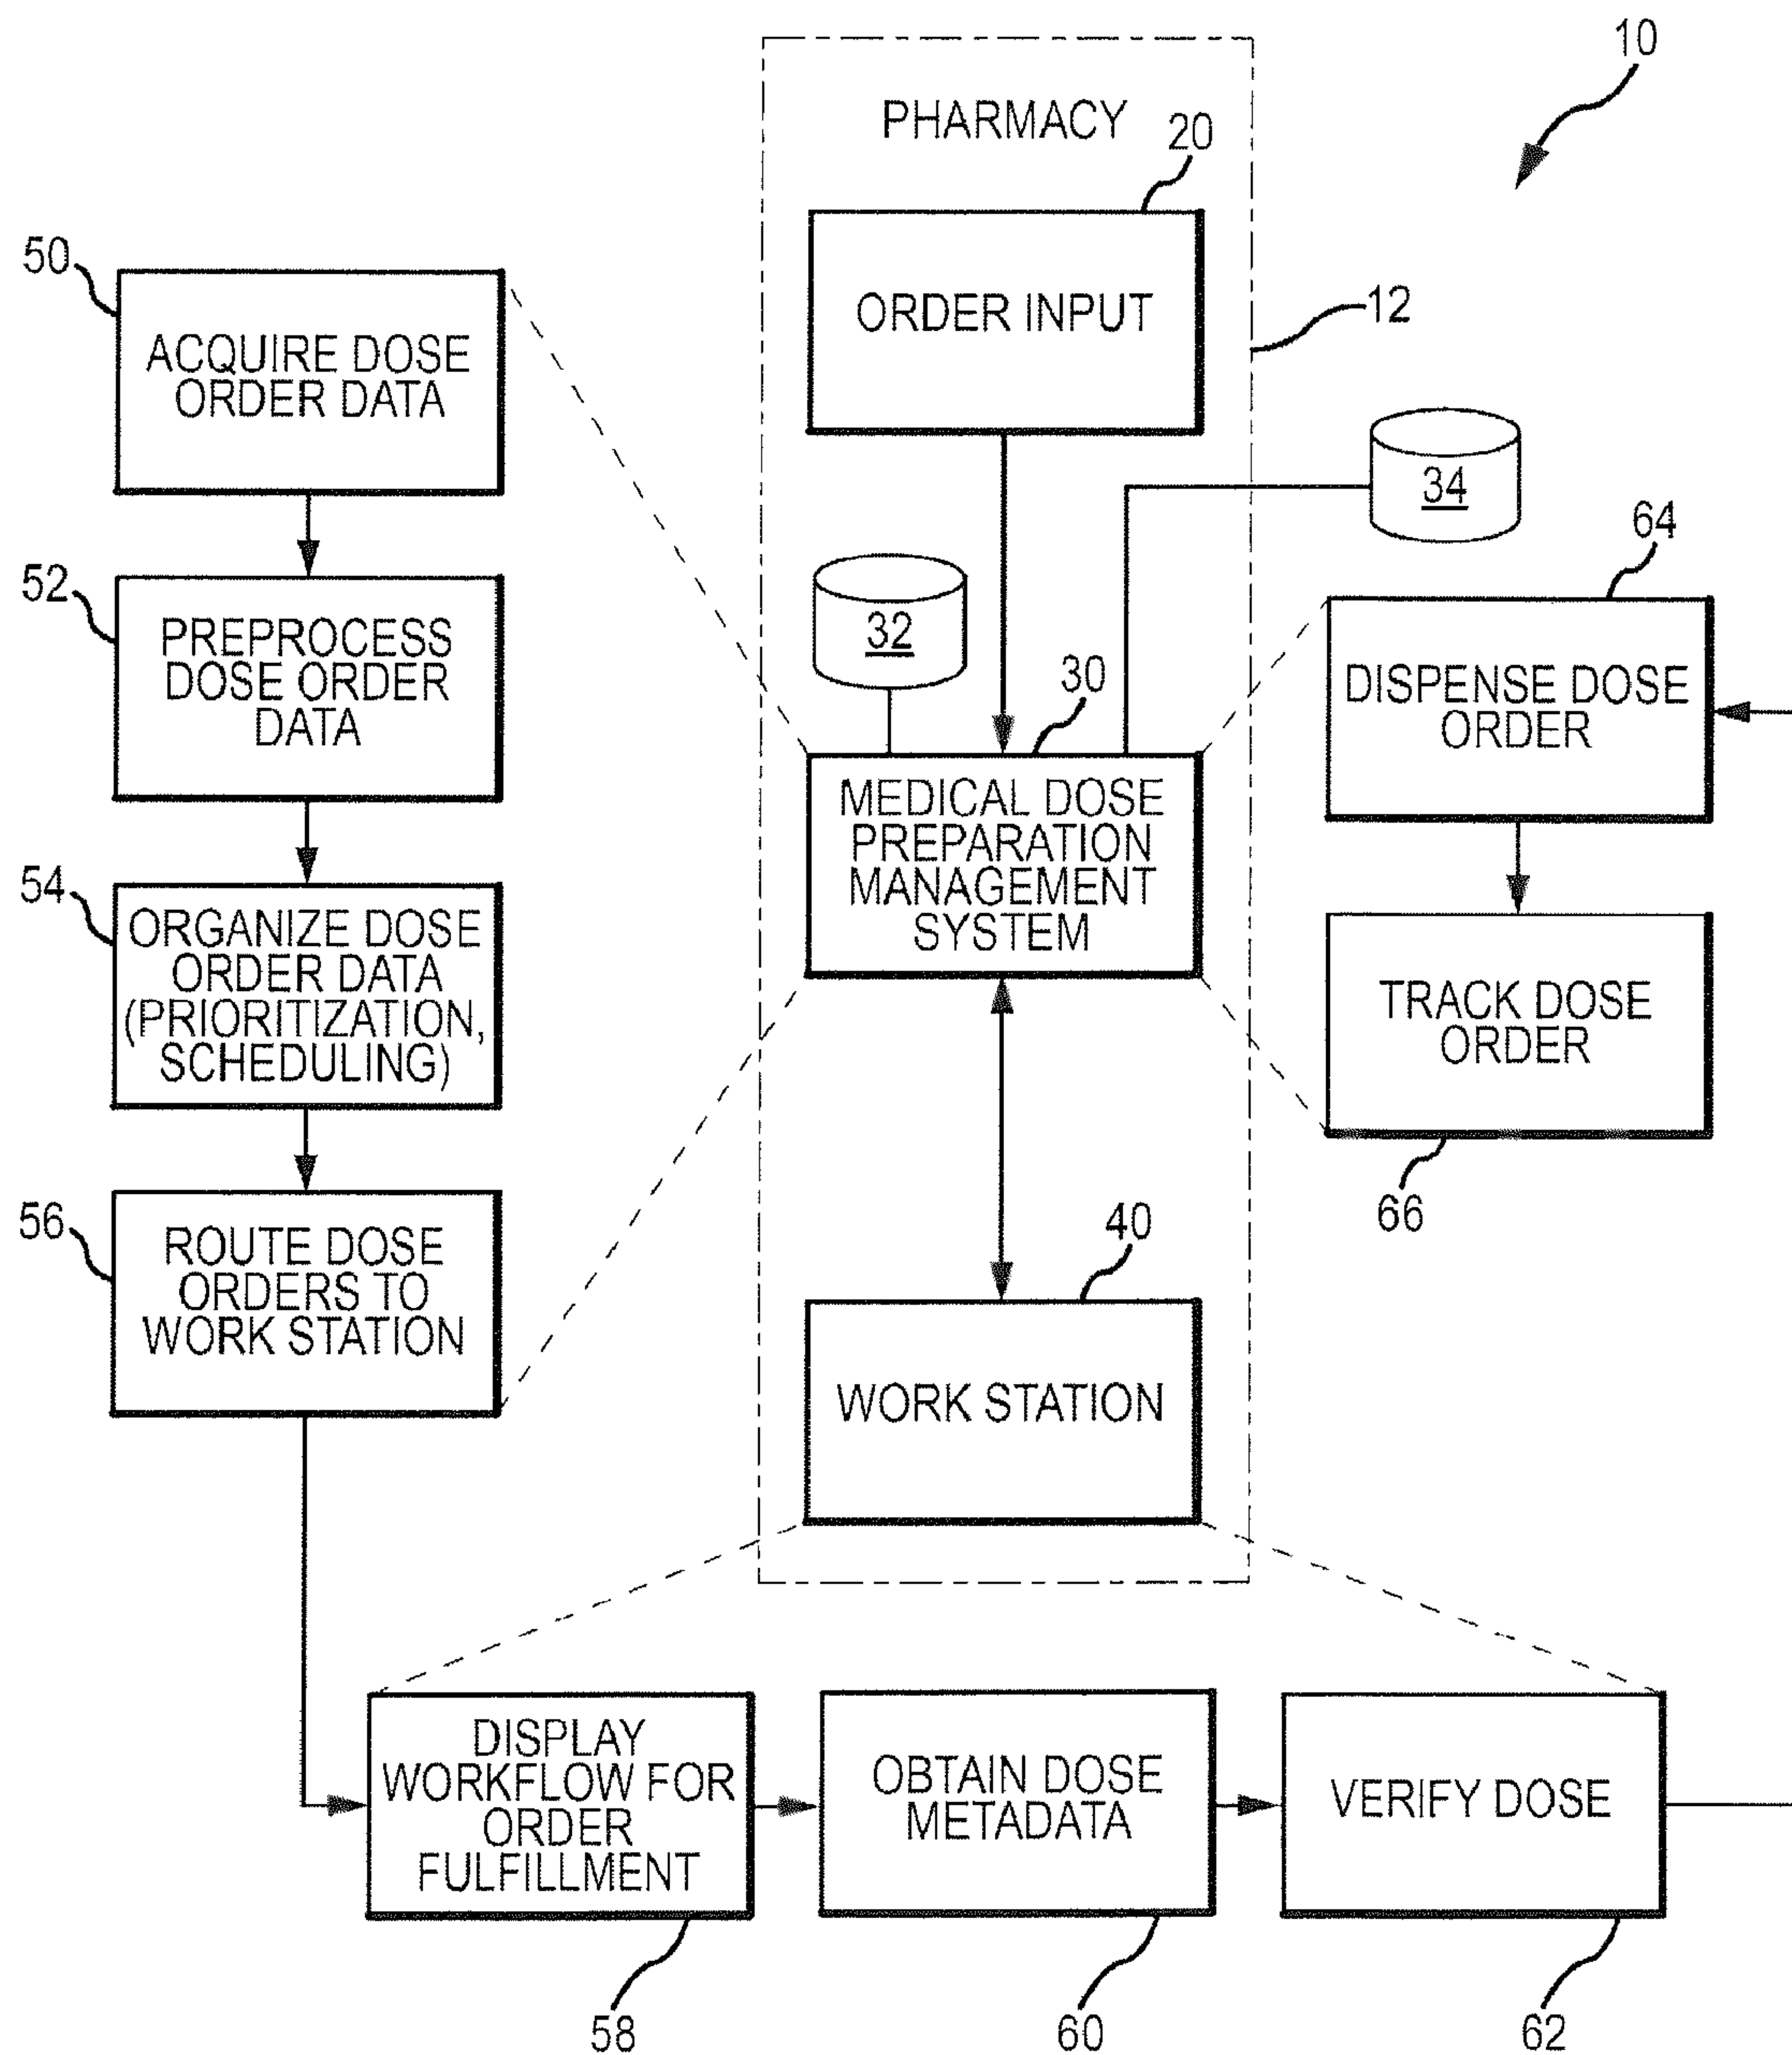 10
PHARMACY
20
ORDER INPUT
12
50
ACQUIRE DOSE
ORDER DATA
34
52
PREPROCESS
DOSE ORDER
DATA
32
30
MEDICAL DOSE
PREPARATION
MANAGEMENT
SYSTEM
64
DISPENSE DOSE
ORDER
54
ORGANIZE DOSE
ORDER DATA
(PRIORITIZATION,
SCHEDULING)
TRACK DOSE
ORDER
66
56
ROUTE DOSE
ORDERS TO
WORK STATION
40
WORK STATION
DISPLAY
WORKFLOW FOR
ORDER
FULFILLMENT
58
OBTAIN DOSE
METADATA
60
VERIFY DOSE
62